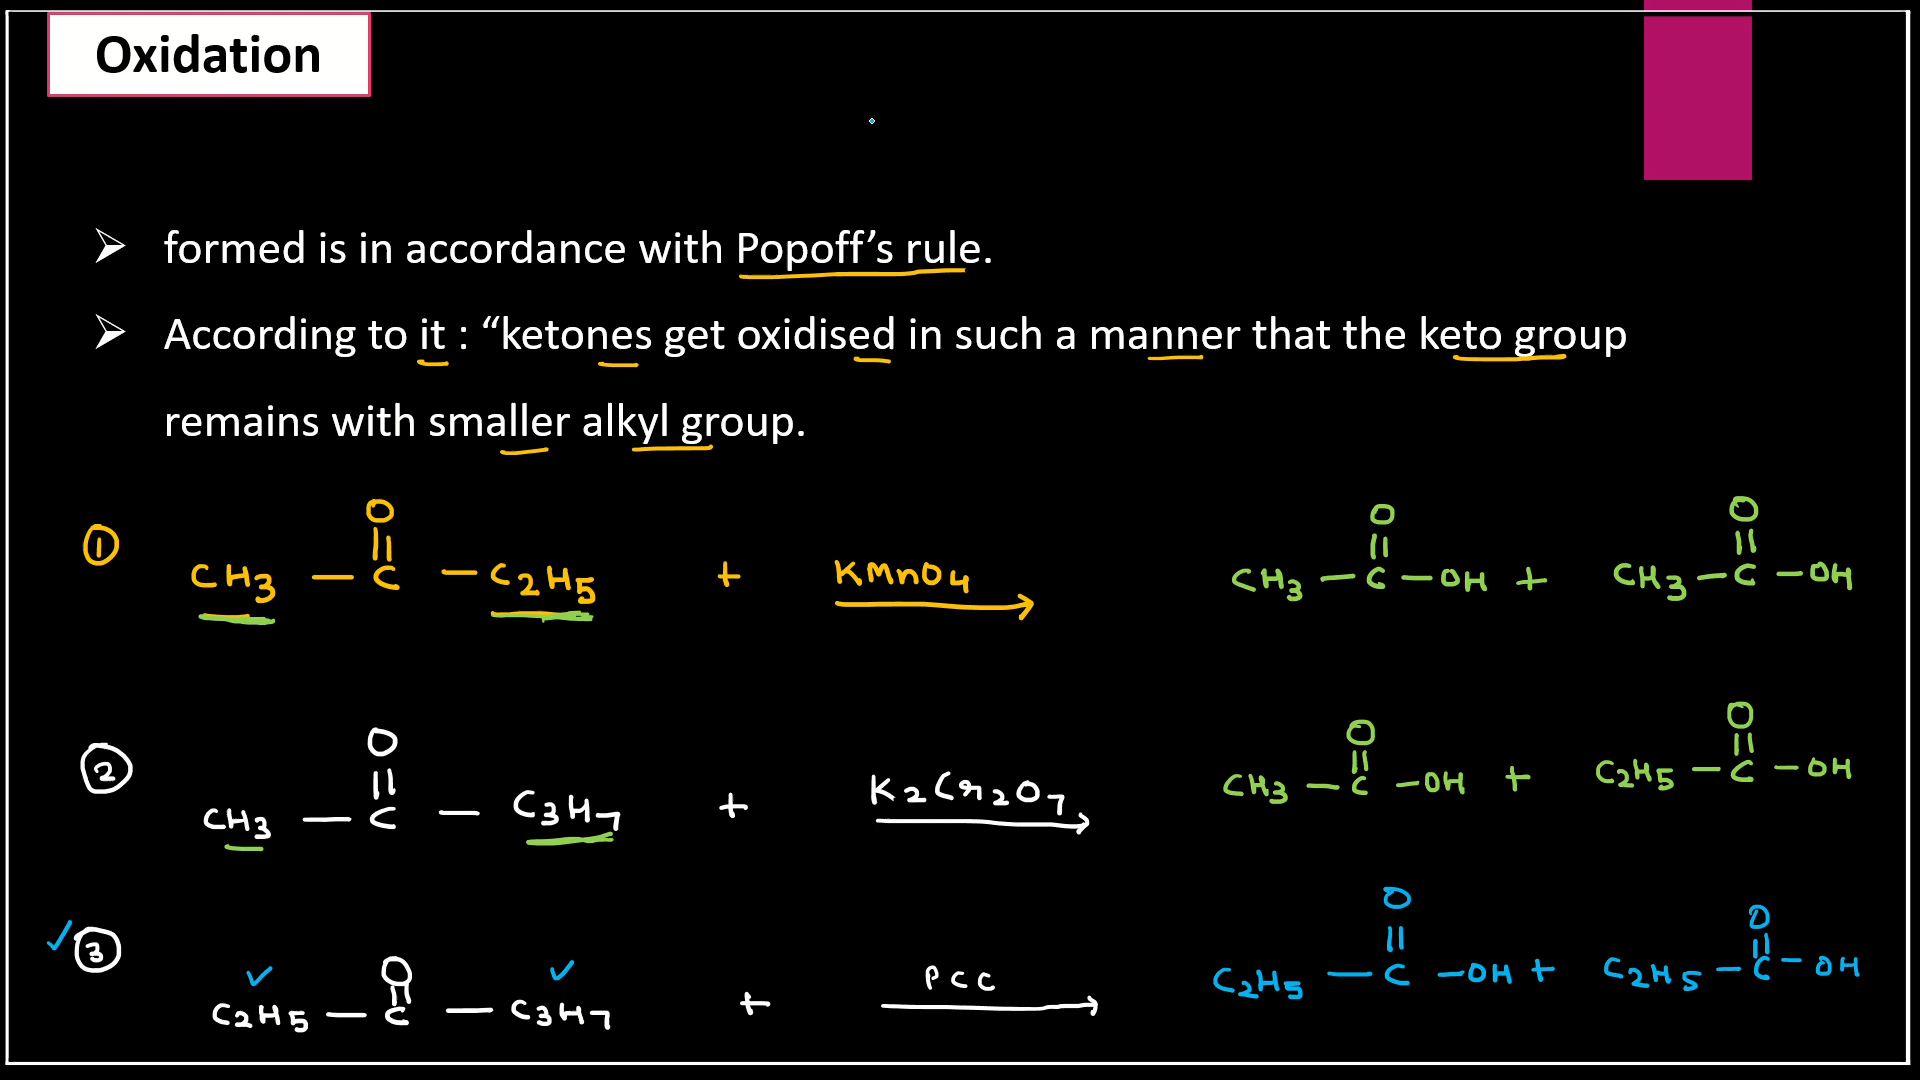 Oxidation
formed is in accordance with Popoff’s rule.
According to it : “ketones get oxidised in such a manner that the keto group
remains with smaller alkyl group.
① CH3 — C(=O) — C2H5 + KMnO4 → CH3 — C(=O) — OH + CH3 — C(=O) — OH
② CH3 — C(=O) — C3H7 + K2Cr2O7 → CH3 — C(=O) — OH + C2H5 — C(=O) — OH
✓ ③ C2H5 — C(=O) — C3H7 + PCC → C2H5 — C(=O) — OH + C2H5 — C(=O) — OH